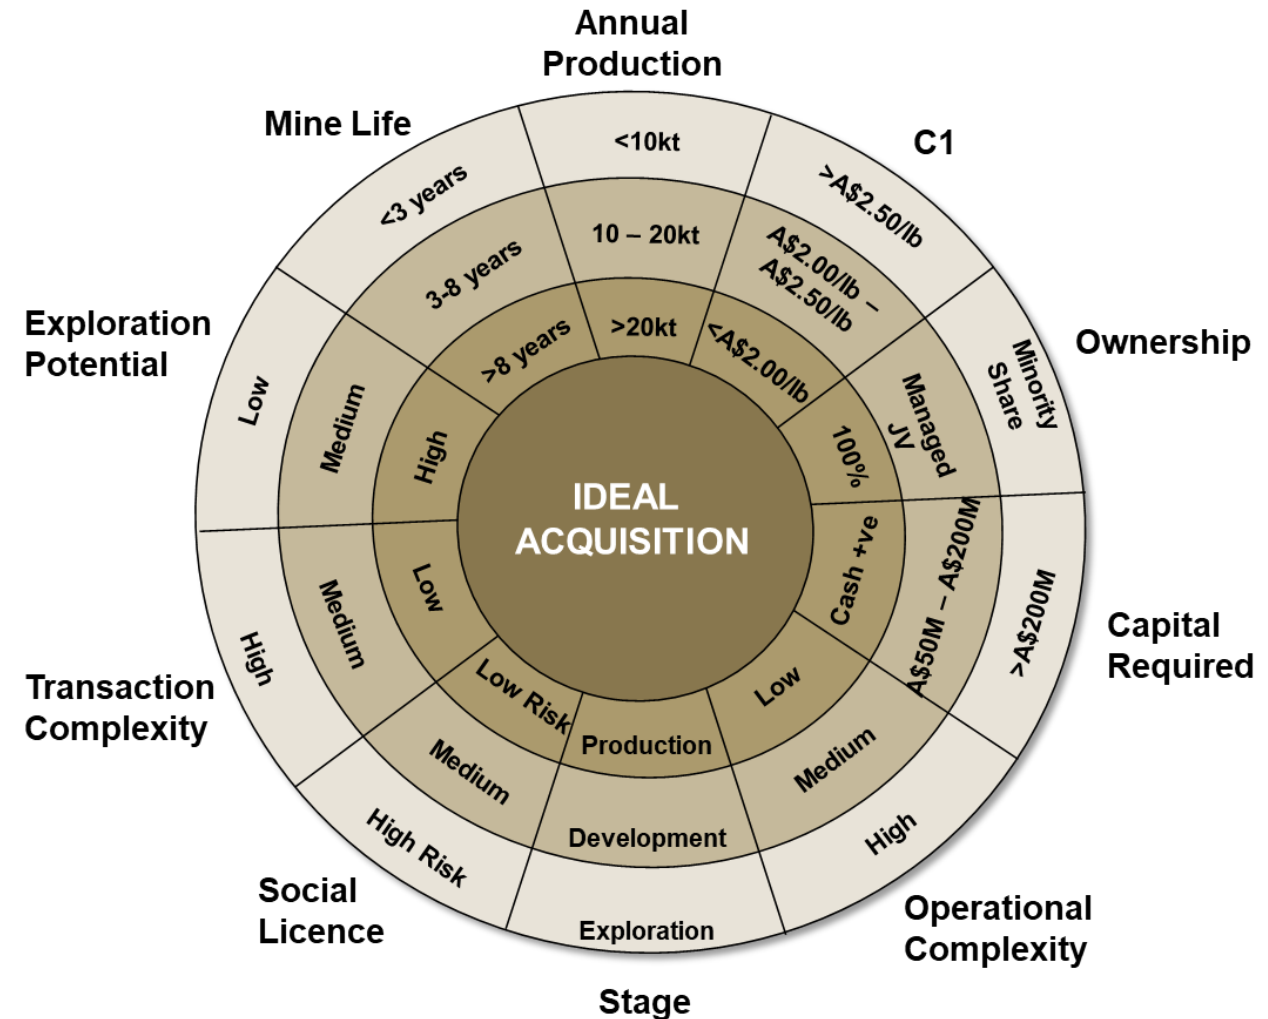 Annual
Production
Mine Life
C1
<10kt
>A$2.50/lb
<3 years
10 – 20kt
A$2.00/lb –
A$2.50/lb
3-8 years
>20kt
<A$2.00/lb
>8 years
Exploration
Potential
Ownership
Minority
Share
Managed
JV
100%
Low
Medium
High
IDEAL
ACQUISITION
Cash +ve
A$50M – A$200M
>A$200M
Capital
Required
Low
Medium
High
Transaction
Complexity
Low Risk
Medium
High Risk
Social
Licence
Production
Development
Exploration
Stage
Low
Medium
High
Operational
Complexity